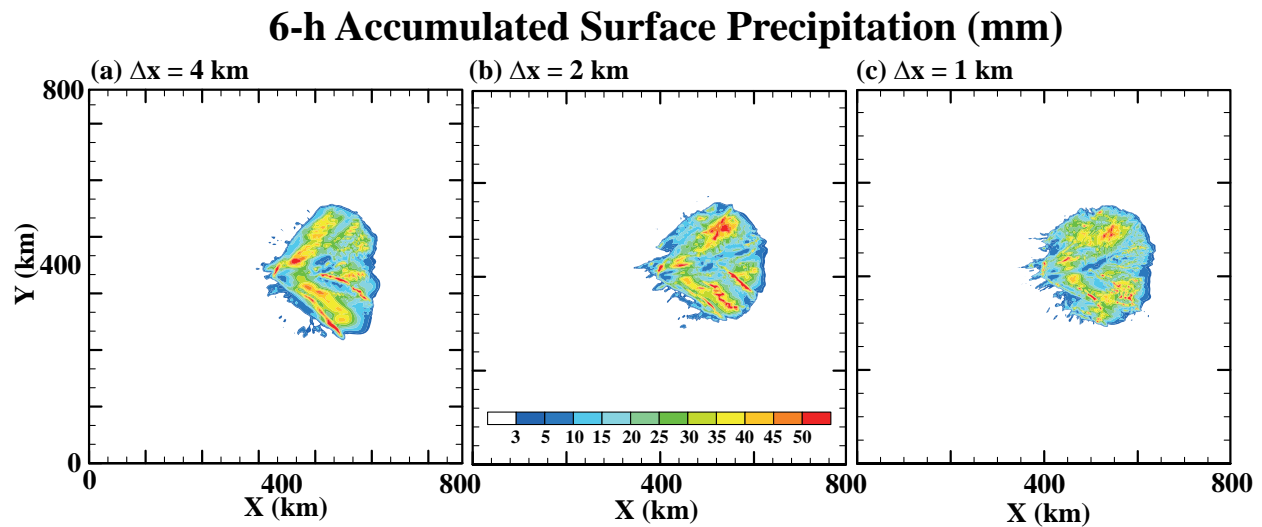 6-h Accumulated Surface Precipitation (mm)
(a) Δx = 4 km
(b) Δx = 2 km
(c) Δx = 1 km
800
Y (km)
400
0
3 5 10 15 20 25 30 35 40 45 50
0 400 800 400 800 400 800
X (km)
X (km)
X (km)